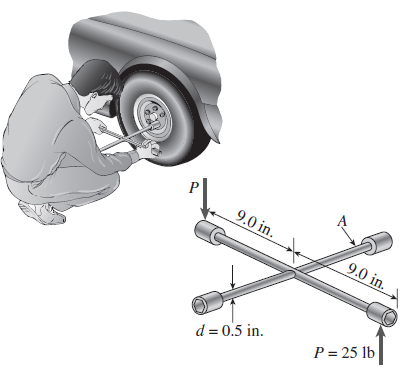 P
9.0 in.
A
9.0 in.
d = 0.5 in.
P = 25 lb